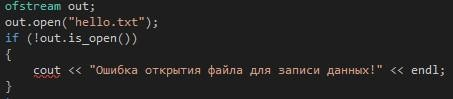 ofstream out;
out.open("hello.txt");
if (!out.is_open())
{
cout << "Ошибка открытия файла для записи данных!" << endl;
}